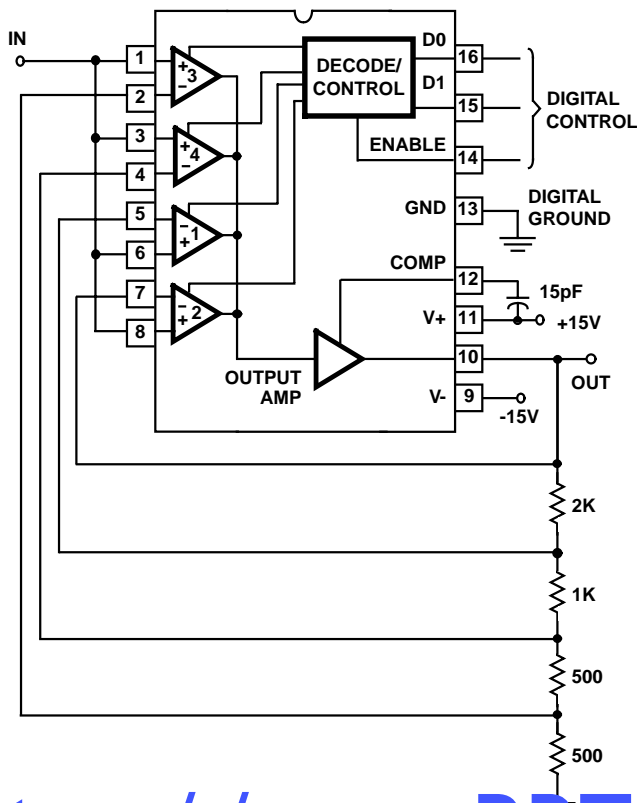 IN
1
2
3
4
5
6
7
8
+
3
−
+
4
−
−
1
+
−
2
+
DECODE/
CONTROL
D0
16
D1
15
ENABLE
14
DIGITAL
CONTROL
GND
13
DIGITAL
GROUND
COMP
12
15pF
V+
11
+15V
10
OUT
OUTPUT
AMP
V-
9
-15V
2K
1K
500
500